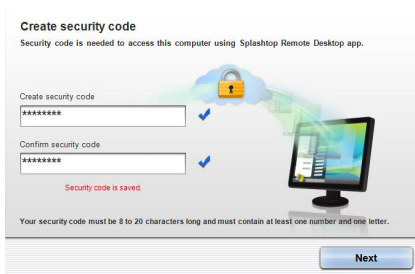 Create security code
Security code is needed to access this computer using Splashtop Remote Desktop app.
Create security code
********
Confirm security code
********
Security code is saved.
Your security code must be 8 to 20 characters long and must contain at least one number and one letter.
Next